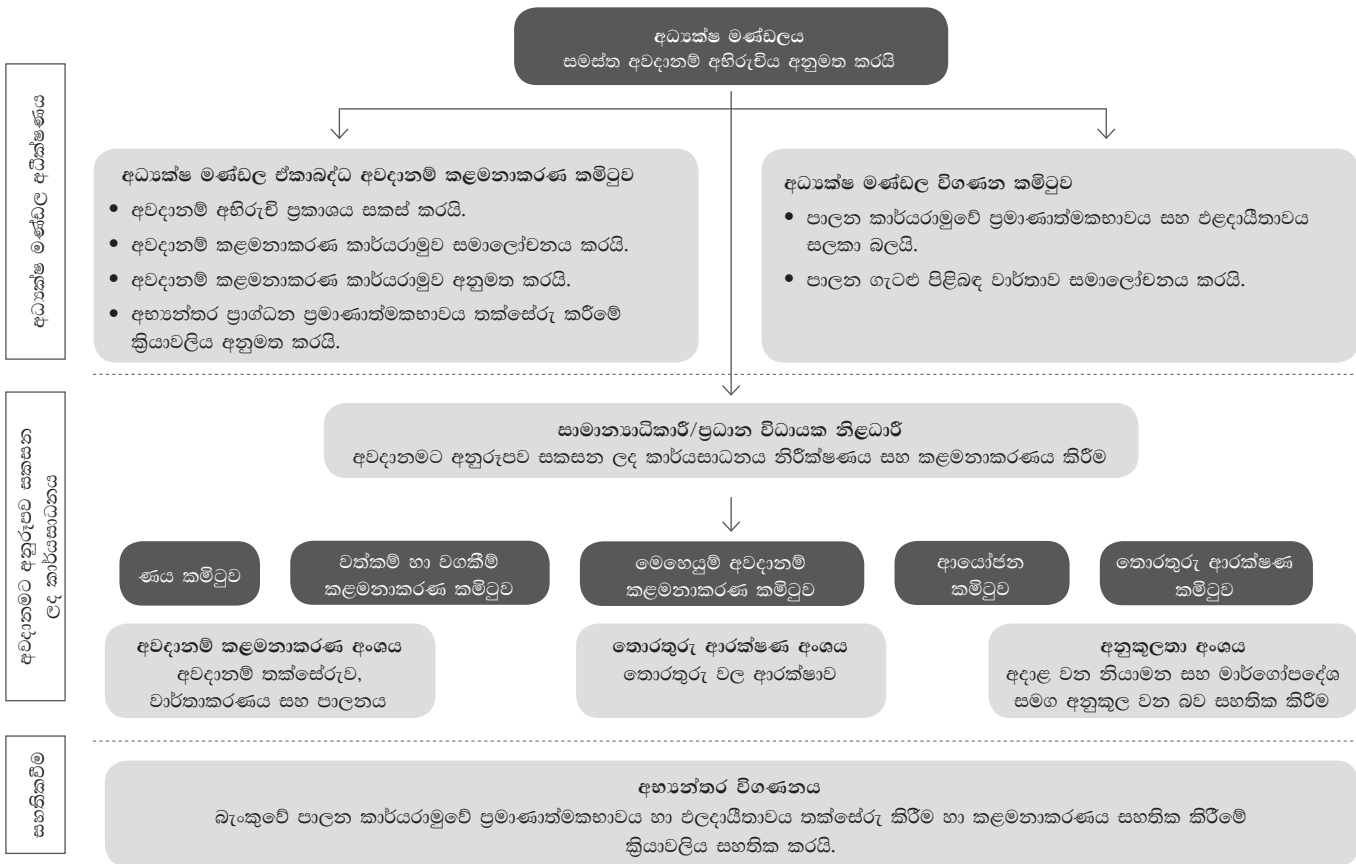 අධ්‍යක්ෂ මණ්ඩලය
සමස්ත අවදානම් අභිරුචිය අනුමත කරයි
අධ්‍යක්ෂ මණ්ඩල අධීක්ෂණය
අධ්‍යක්ෂ මණ්ඩල ඒකාබද්ධ අවදානම් කළමනාකරණ කමිටුව
• අවදානම් අභිරුචි ප්‍රකාශය සකස් කරයි.
• අවදානම් කළමනාකරණ කාර්යරාමුව සමාලෝචනය කරයි.
• අවදානම් කළමනාකරණ කාර්යරාමුව අනුමත කරයි.
• අභ්‍යන්තර ප්‍රාග්ධන ප්‍රමාණාත්මකභාවය තක්සේරු කරීමේ
ක්‍රියාවලිය අනුමත කරයි.
අධ්‍යක්ෂ මණ්ඩල විගණන කමිටුව
• පාලන කාර්යරාමුවේ ප්‍රමාණාත්මකභාවය සහ ඵළදායීතාවය
සලකා බලයි.
• පාලන ගැටළු පිළිබඳ වාර්තාව සමාලෝචනය කරයි.
අවදානමට අනුරූපව සකසන
ලද කාර්යසාධනය
සාමාන්‍යාධිකාරී/ප්‍රධාන විධායක නිළධාරී
අවදානමට අනුරූපව සකසන ලද කාර්යසාධනය නිරීක්ෂණය සහ කළමනාකරණය කිරීම
ණය කමිටුව
වත්කම් හා වගකීම්
කළමනාකරණ කමිටුව
මෙහෙයුම් අවදානම්
කළමනාකරණ කමිටුව
ආයෝජන
කමිටුව
තොරතුරු ආරක්ෂණ
කමිටුව
අවදානම් කළමනාකරණ අංශය
අවදානම් තක්සේරුව,
වාර්තාකරණය සහ පාලනය
තොරතුරු ආරක්ෂණ අංශය
තොරතුරු වල ආරක්ෂාව
අනුකූලතා අංශය
අදාළ වන නියාමන සහ මාර්ගෝපදේශ
සමග අනුකූල වන බව සහතික කිරීම
සහතිකවීම
අභ්‍යන්තර විගණනය
බැංකුවේ පාලන කාර්යරාමුවේ ප්‍රමාණාත්මකභාවය හා ඵලදායීතාවය තක්සේරු කිරීම හා කළමනාකරණය සහතික කිරීමේ
ක්‍රියාවලිය සහතික කරයි.